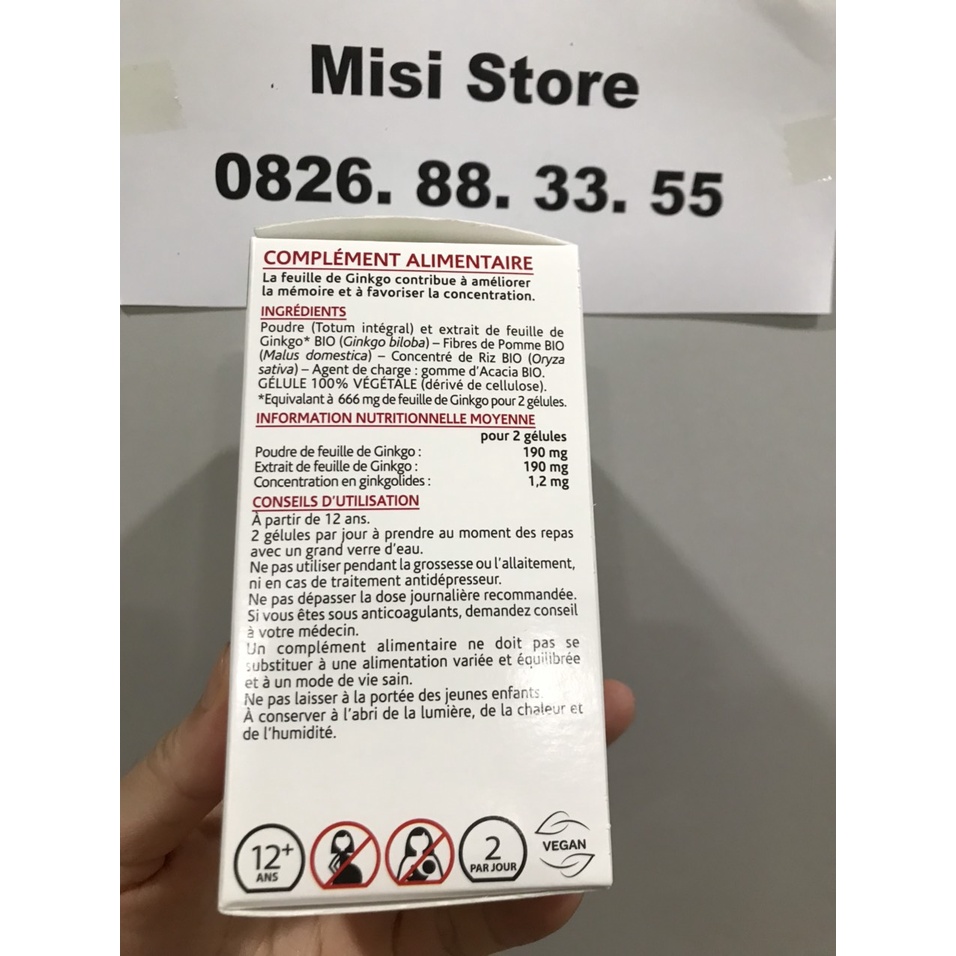 Misi Store
0826. 88. 33. 55
COMPLÉMENT ALIMENTAIRE
La feuille de Ginkgo contribue à améliorer
la mémoire et à favoriser la concentration.
INGRÉDIENTS
Poudre (Totum intégral) et extrait de feuille de
Ginkgo* BIO (Ginkgo biloba) – Fibres de Pomme BIO
(Malus domestica) – Concentré de Riz BIO (Oryza
sativa) – Agent de charge : gomme d'Acacia BIO.
GÉLULE 100% VÉGÉTALE (dérivé de cellulose).
*Equivalant à 666 mg de feuille de Ginkgo pour 2 gélules.
INFORMATION NUTRITIONNELLE MOYENNE
pour 2 gélules
Poudre de feuille de Ginkgo : 190 mg
Extrait de feuille de Ginkgo : 190 mg
Concentration en ginkgolides : 1,2 mg
CONSEILS D'UTILISATION
À partir de 12 ans.
2 gélules par jour à prendre au moment des repas
avec un grand verre d'eau.
Ne pas utiliser pendant la grossesse ou l'allaitement,
ni en cas de traitement antidépresseur.
Ne pas dépasser la dose journalière recommandée.
Si vous êtes sous anticoagulants, demandez conseil
à votre médecin.
Un complément alimentaire ne doit pas se
substituer à une alimentation variée et équilibrée
et à un mode de vie sain.
Ne pas laisser à la portée des jeunes enfants.
À conserver à l'abri de la lumière, de la chaleur et
de l'humidité.
12+ ANS
2 PAR JOUR
VEGAN